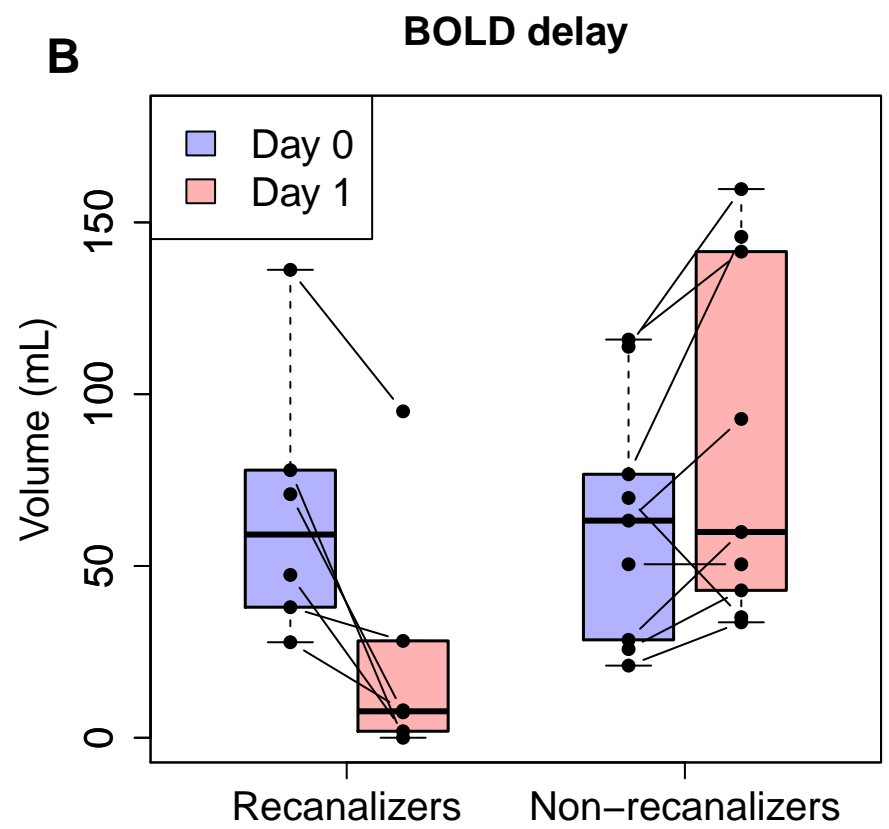 B
BOLD delay
Day 0
Day 1
Volume (mL)
150
100
50
0
Recanalizers
Non−recanalizers